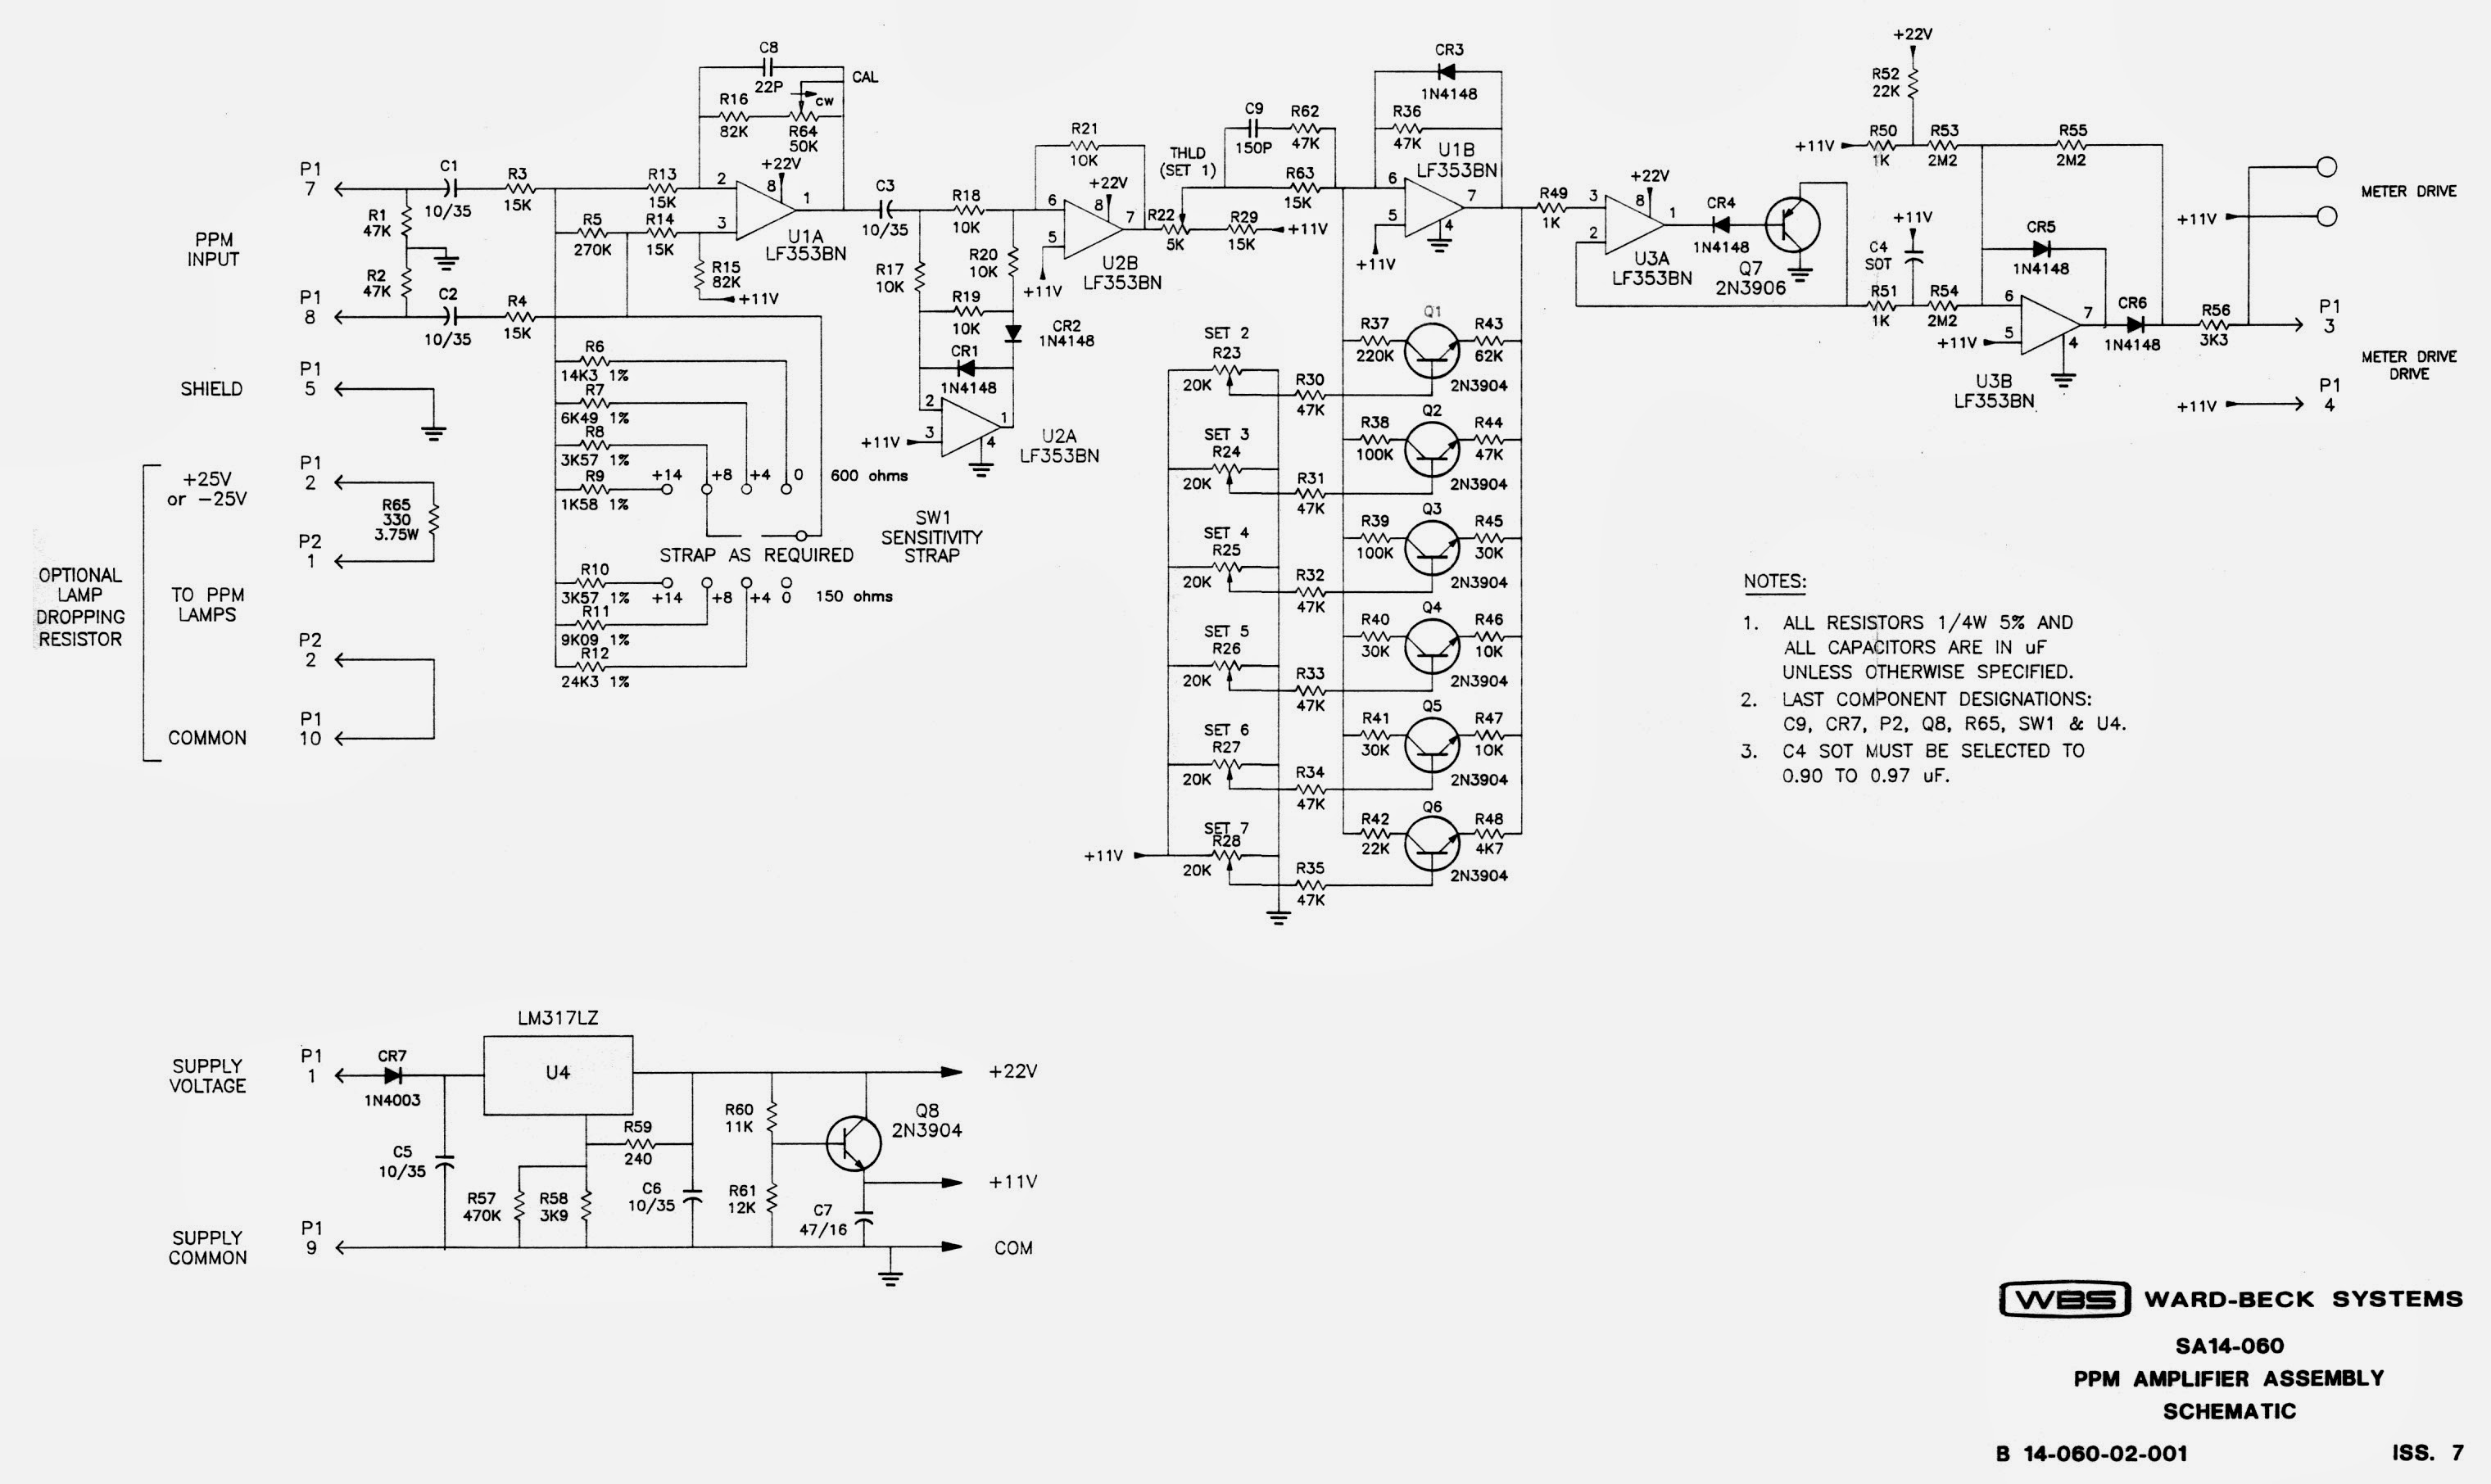 C8
22P
CAL
CW
R16
82K
R64
50K
+22V
P1
7
C1
10/35
R3
15K
R13
15K
2
8
1
3
U1A
LF353BN
R1
47K
R5
270K
R14
15K
R15
82K
+11V
PPM
INPUT
R2
47K
P1
8
C2
10/35
R4
15K
C3
10/35
R18
10K
R17
10K
R20
10K
R19
10K
CR2
1N4148
CR1
1N4148
2
1
+11V
3
4
U2A
LF353BN
R21
10K
+22V
6
8
7
5
+11V
U2B
LF353BN
THLD
(SET 1)
R22
5K
R29
15K
+11V
C9
150P
R62
47K
R63
15K
CR3
1N4148
R36
47K
U1B
LF353BN
6
7
5
4
+11V
R49
1K
+22V
3
8
1
2
U3A
LF353BN
CR4
1N4148
Q7
2N3906
+22V
R52
22K
+11V
R50
1K
R53
2M2
R55
2M2
+11V
C4
SOT
R51
1K
R54
2M2
CR5
1N4148
6
7
5
4
+11V
U3B
LF353BN
CR6
1N4148
R56
3K3
METER DRIVE
+11V
P1
3
METER DRIVE
DRIVE
P1
4
+11V
SHIELD
P1
5
R6
14K3 1%
R7
6K49 1%
R8
3K57 1%
R9
1K58 1%
+14
+8
+4
0
600 ohms
SW1
SENSITIVITY
STRAP
STRAP AS REQUIRED
R10
3K57 1%
R11
9K09 1%
R12
24K3 1%
+14
+8
+4
0
150 ohms
OPTIONAL
LAMP
DROPPING
RESISTOR
+25V
or −25V
P1
2
R65
330
3.75W
P2
1
TO PPM
LAMPS
P2
2
COMMON
P1
10
SET 2
R23
20K
R30
47K
R37
220K
Q1
R43
62K
2N3904
SET 3
R24
20K
R31
47K
R38
100K
Q2
R44
47K
2N3904
SET 4
R25
20K
R32
47K
R39
100K
Q3
R45
30K
2N3904
SET 5
R26
20K
R33
47K
R40
30K
Q4
R46
10K
2N3904
SET 6
R27
20K
R34
47K
R41
30K
Q5
R47
10K
2N3904
+11V
SET 7
R28
20K
R35
47K
R42
22K
Q6
R48
4K7
2N3904
NOTES:
1. ALL RESISTORS 1/4W 5% AND
ALL CAPACITORS ARE IN uF
UNLESS OTHERWISE SPECIFIED.
2. LAST COMPONENT DESIGNATIONS:
C9, CR7, P2, Q8, R65, SW1 & U4.
3. C4 SOT MUST BE SELECTED TO
0.90 TO 0.97 uF.
LM317LZ
U4
SUPPLY
VOLTAGE
P1
1
CR7
1N4003
C5
10/35
R57
470K
R58
3K9
R59
240
C6
10/35
R60
11K
R61
12K
Q8
2N3904
C7
47/16
+22V
+11V
COM
SUPPLY
COMMON
P1
9
WBS WARD-BECK SYSTEMS
SA14-060
PPM AMPLIFIER ASSEMBLY
SCHEMATIC
B 14-060-02-001 ISS. 7